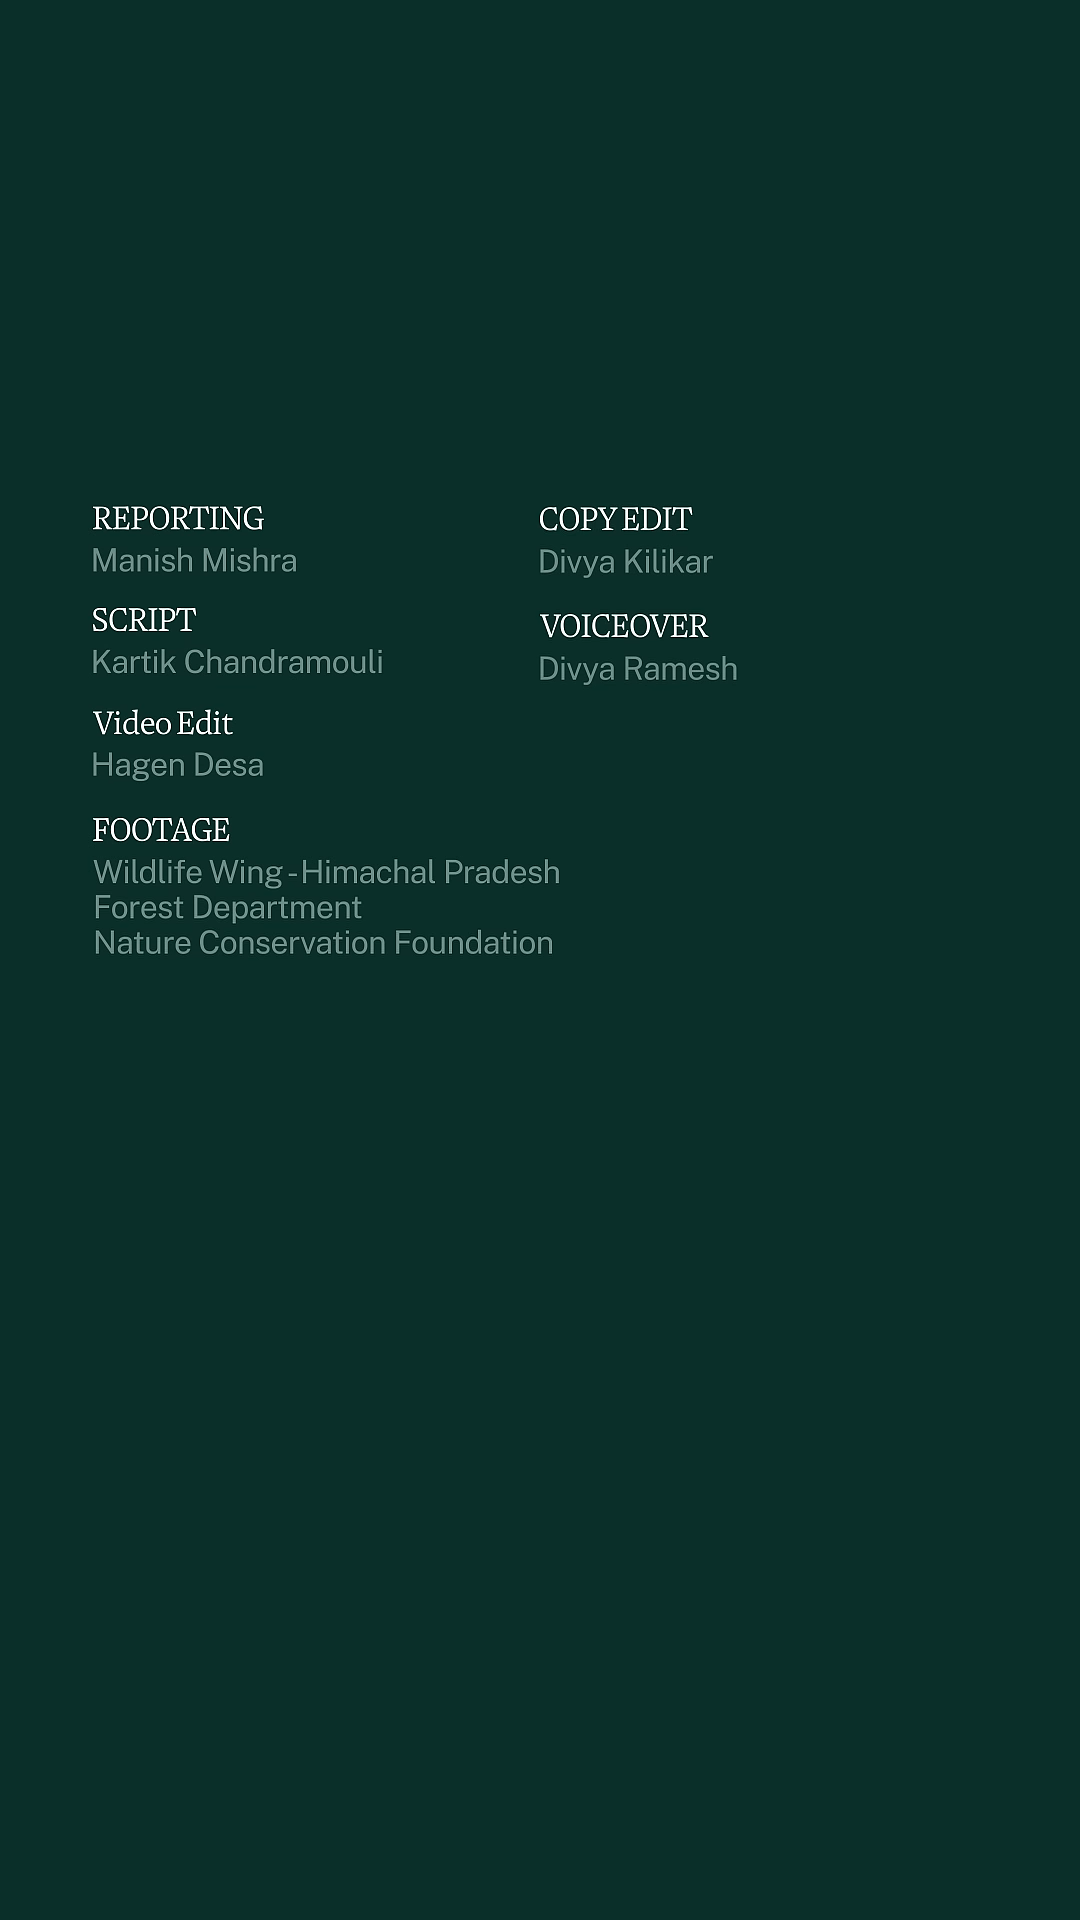 REPORTING
Manish Mishra
SCRIPT
Kartik Chandramouli
Video Edit
Hagen Desa
FOOTAGE
Wildlife Wing - Himachal Pradesh
Forest Department
Nature Conservation Foundation
COPY EDIT
Divya Kilikar
VOICEOVER
Divya Ramesh